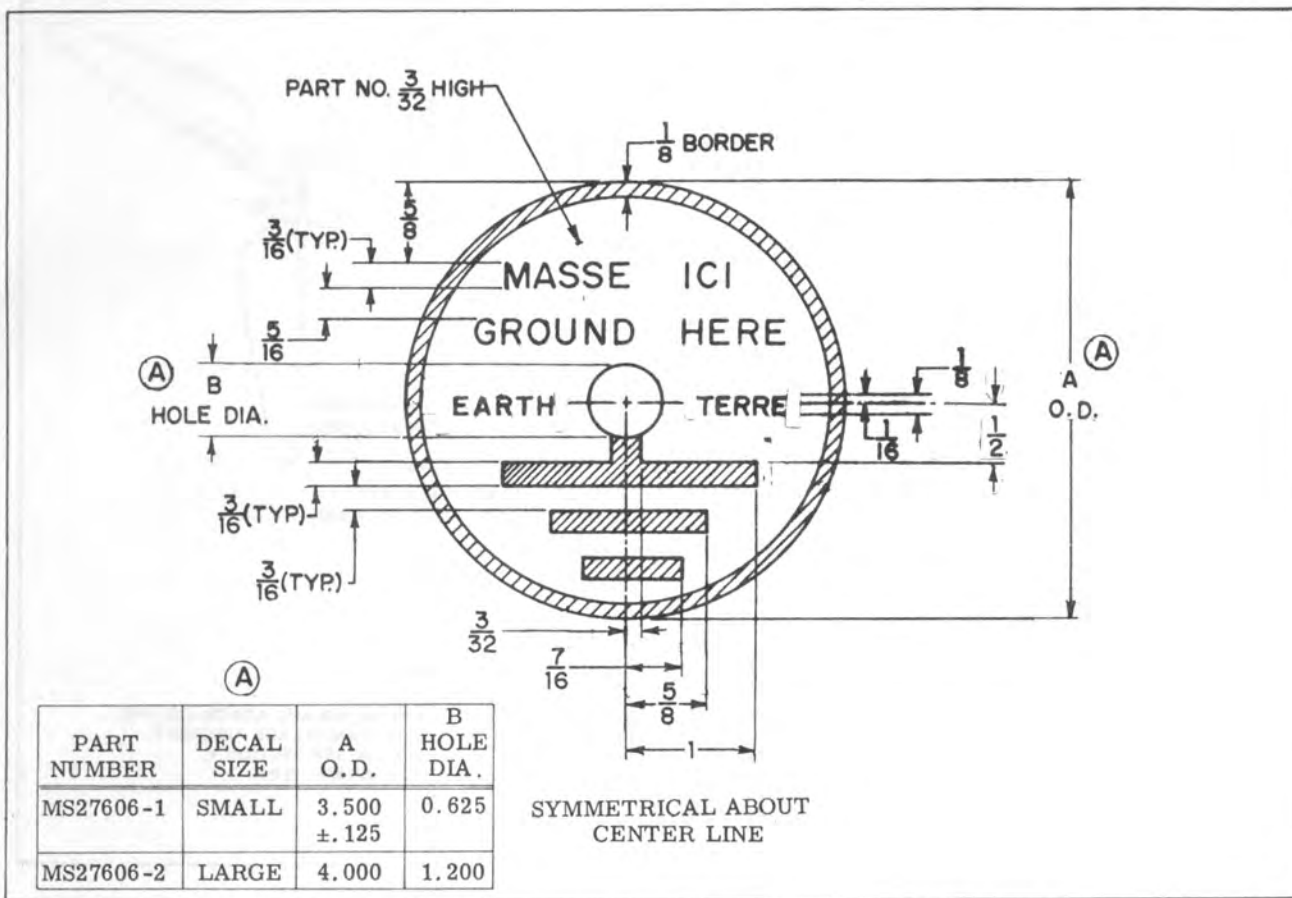 PART NO. 3/32 HIGH
1/8 BORDER
5/8
3/16 (TYP.)
MASSE ICI
5/16
GROUND HERE
A
B
HOLE DIA.
EARTH TERRE
1/8
1/16
1/2
A
A
O.D.
3/16 (TYP)
3/16 (TYP.)
3/32
7/16
5/8
1
SYMMETRICAL ABOUT
CENTER LINE
A
PART NUMBER DECAL SIZE A O.D. B HOLE DIA.
MS27606-1 SMALL 3.500 ±.125 0.625
MS27606-2 LARGE 4.000 1.200